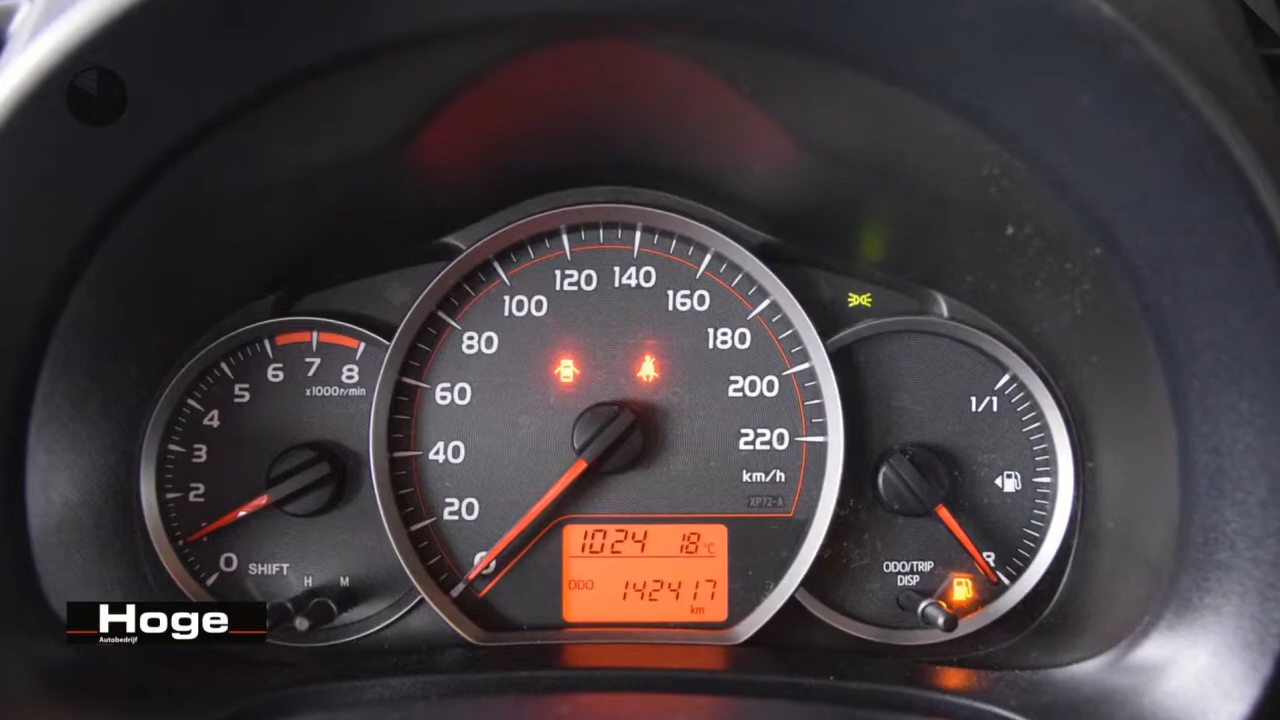 120 140
100 160
80 180
60 200
40 220
20 km/h
0 XP72-A
6 7 8
5 x1000r/min
4
3
2
0 SHIFT
H M
1024 18°C
ODO 142417
km
1/1
R
ODO/TRIP
DISP
Hoge
Autobedrijf